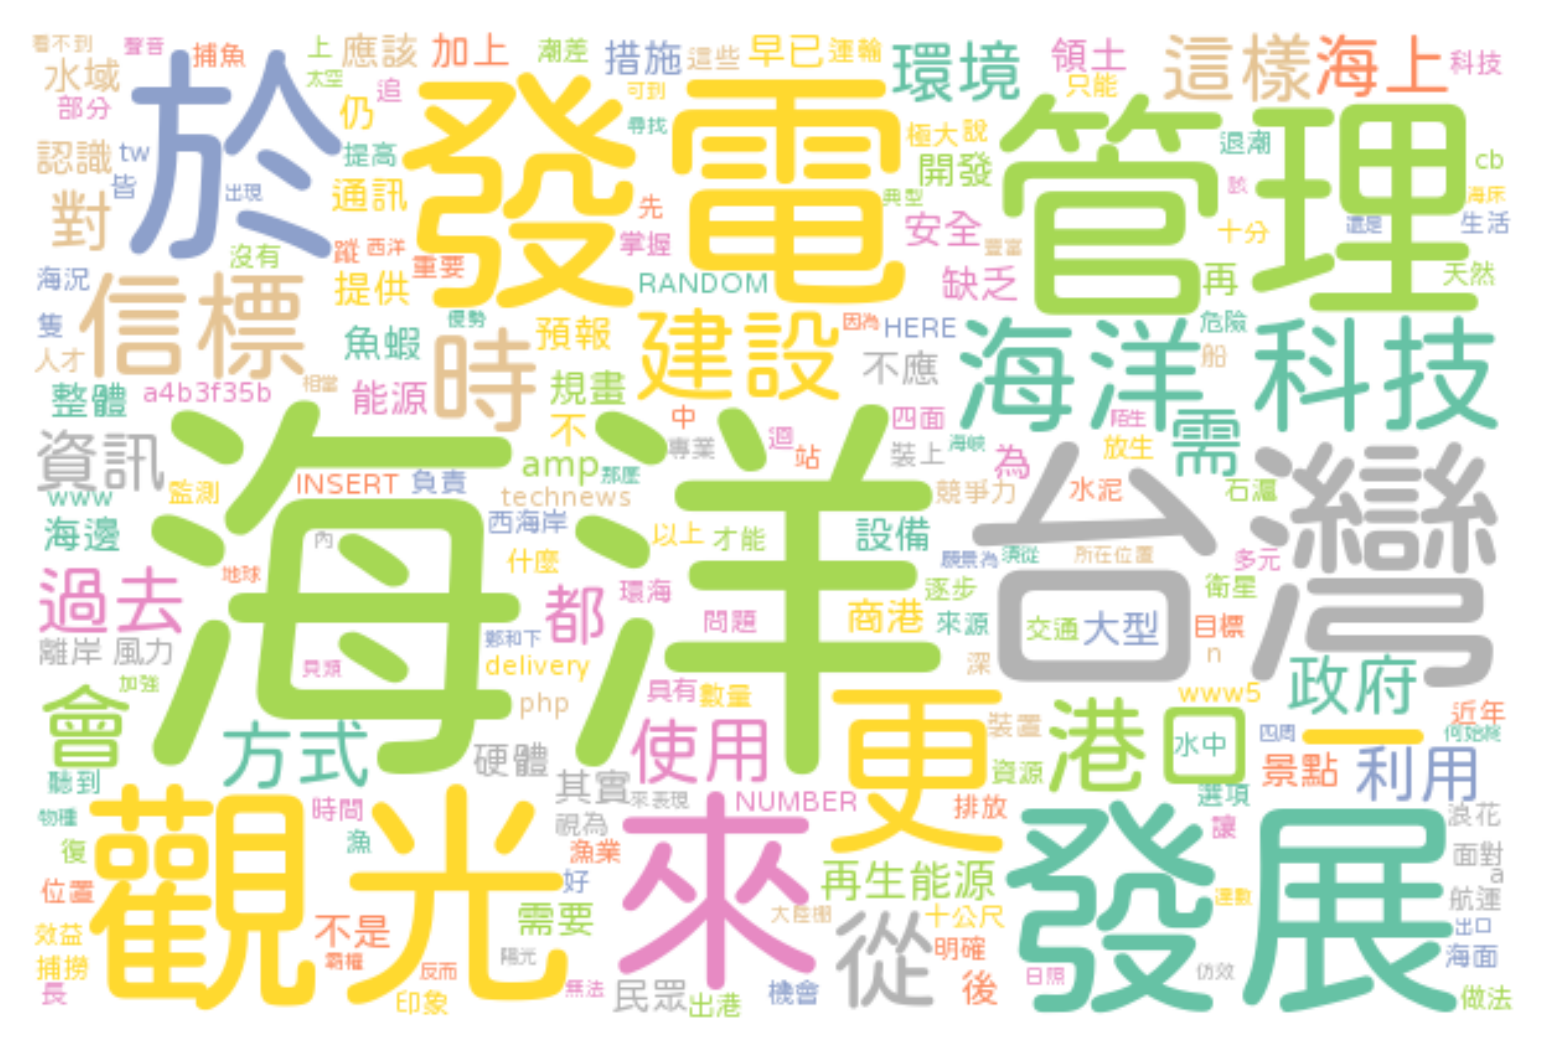 看不到 聲音 捕魚 上 應該 加上 潮差 措施 這些 早已 運輸 環境 領土 這樣 海上 科技
水域 太空 追 可到 只能
部分 仍 尋找 極大 說 退潮
於 發電 管理
認識 tw 提高 開發 cb
皆 出現 通訊 典型 該 海床
對 先 安全 十分 還是 生活
沒有 蹤 西洋 掌握 豐富
海況 信標 重要 提供 RANDOM 缺乏 再 天然
隻 魚蝦 優勢 時 預報 建設 因為 HERE 海洋 科技 危險
人才 相當 不應 船
整體 a4b3f35b 能源 規畫
資訊 不 中 四面 陌生 需
專業 迴 站 裝上 海峽 為 放生
海洋 台灣
www 監測 INSERT 負責 amp 那麼 technews 競爭力 水泥 石滬
海邊 內 西海岸 以上 才能 設備
什麼 願景為 須從 所在位置 多元
過去 地球 都 環海 逐步 衛星
離岸 風力 鄭和下 問題 商港 來源 交通 大型 目標
貝類 delivery 深 n 政府
加強 php 具有 數量 更 www5
會 方式 使用 裝置 港口 水中 四周 一 近年
聽到 硬體 其實 資源 景點 利用 何始終
觀光 時間 來表現 NUMBER 排放 選項
物種 漁 視為 來 讓 發展 浪花
復 漁業 面對
位置 好 再生能源 a
效益 不是 需要 大陸棚 從 十公尺 達數 航運
捕撈 霸權 陽光 明確 出口
長 反而 日照 仿效 海面
印象 無法 民眾 出港 機會 後 做法